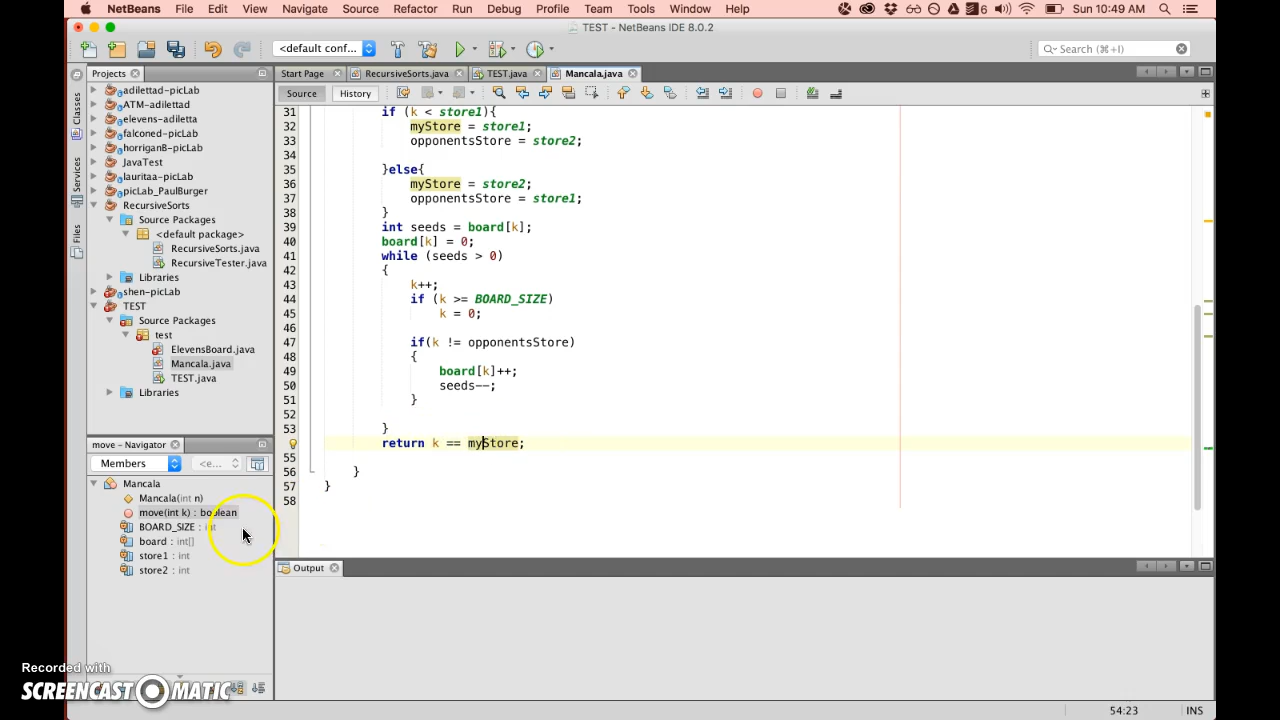 NetBeans File Edit View Navigate Source Refactor Run Debug Profile Team Tools Window Help 6 Sun 10:49 AM
TEST - NetBeans IDE 8.0.2
<default conf... Search (⌘+I)
Projects Start Page RecursiveSorts.java TEST.java Mancala.java
Source History
Classes
Services
Files
adilettad-picLab
ATM-adilettad
elevens-adiletta
falconed-picLab
horriganB-picLab
JavaTest
lauritaa-picLab
picLab_PaulBurger
RecursiveSorts
Source Packages
<default package>
RecursiveSorts.java
RecursiveTester.java
Libraries
shen-picLab
TEST
Source Packages
test
ElevensBoard.java
Mancala.java
TEST.java
Libraries
31 if (k < store1){
32 myStore = store1;
33 opponentsStore = store2;
34
35 }else{
36 myStore = store2;
37 opponentsStore = store1;
38 }
39 int seeds = board[k];
40 board[k] = 0;
41 while (seeds > 0)
42 {
43 k++;
44 if (k >= BOARD_SIZE)
45 k = 0;
46
47 if(k != opponentsStore)
48 {
49 board[k]++;
50 seeds--;
51 }
52
53 }
return k == myStore;
55
56 }
57 }
58
move - Navigator
Members <e...
Mancala
Mancala(int n)
move(int k) : boolean
BOARD_SIZE : int
board : int[]
store1 : int
store2 : int
Output
Recorded with
SCREENCAST MATIC
54:23 INS